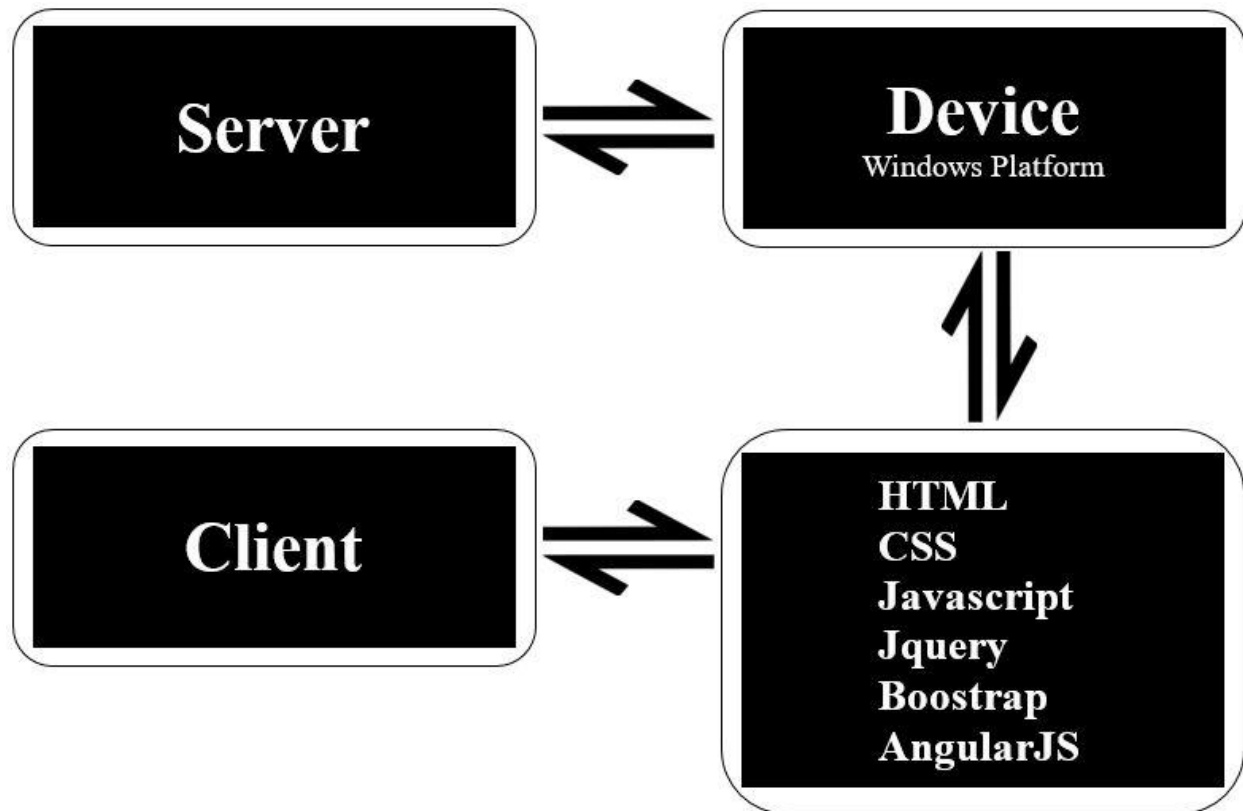 Server
Device
Windows Platform
Client
HTML
CSS
Javascript
Jquery
Boostrap
AngularJS